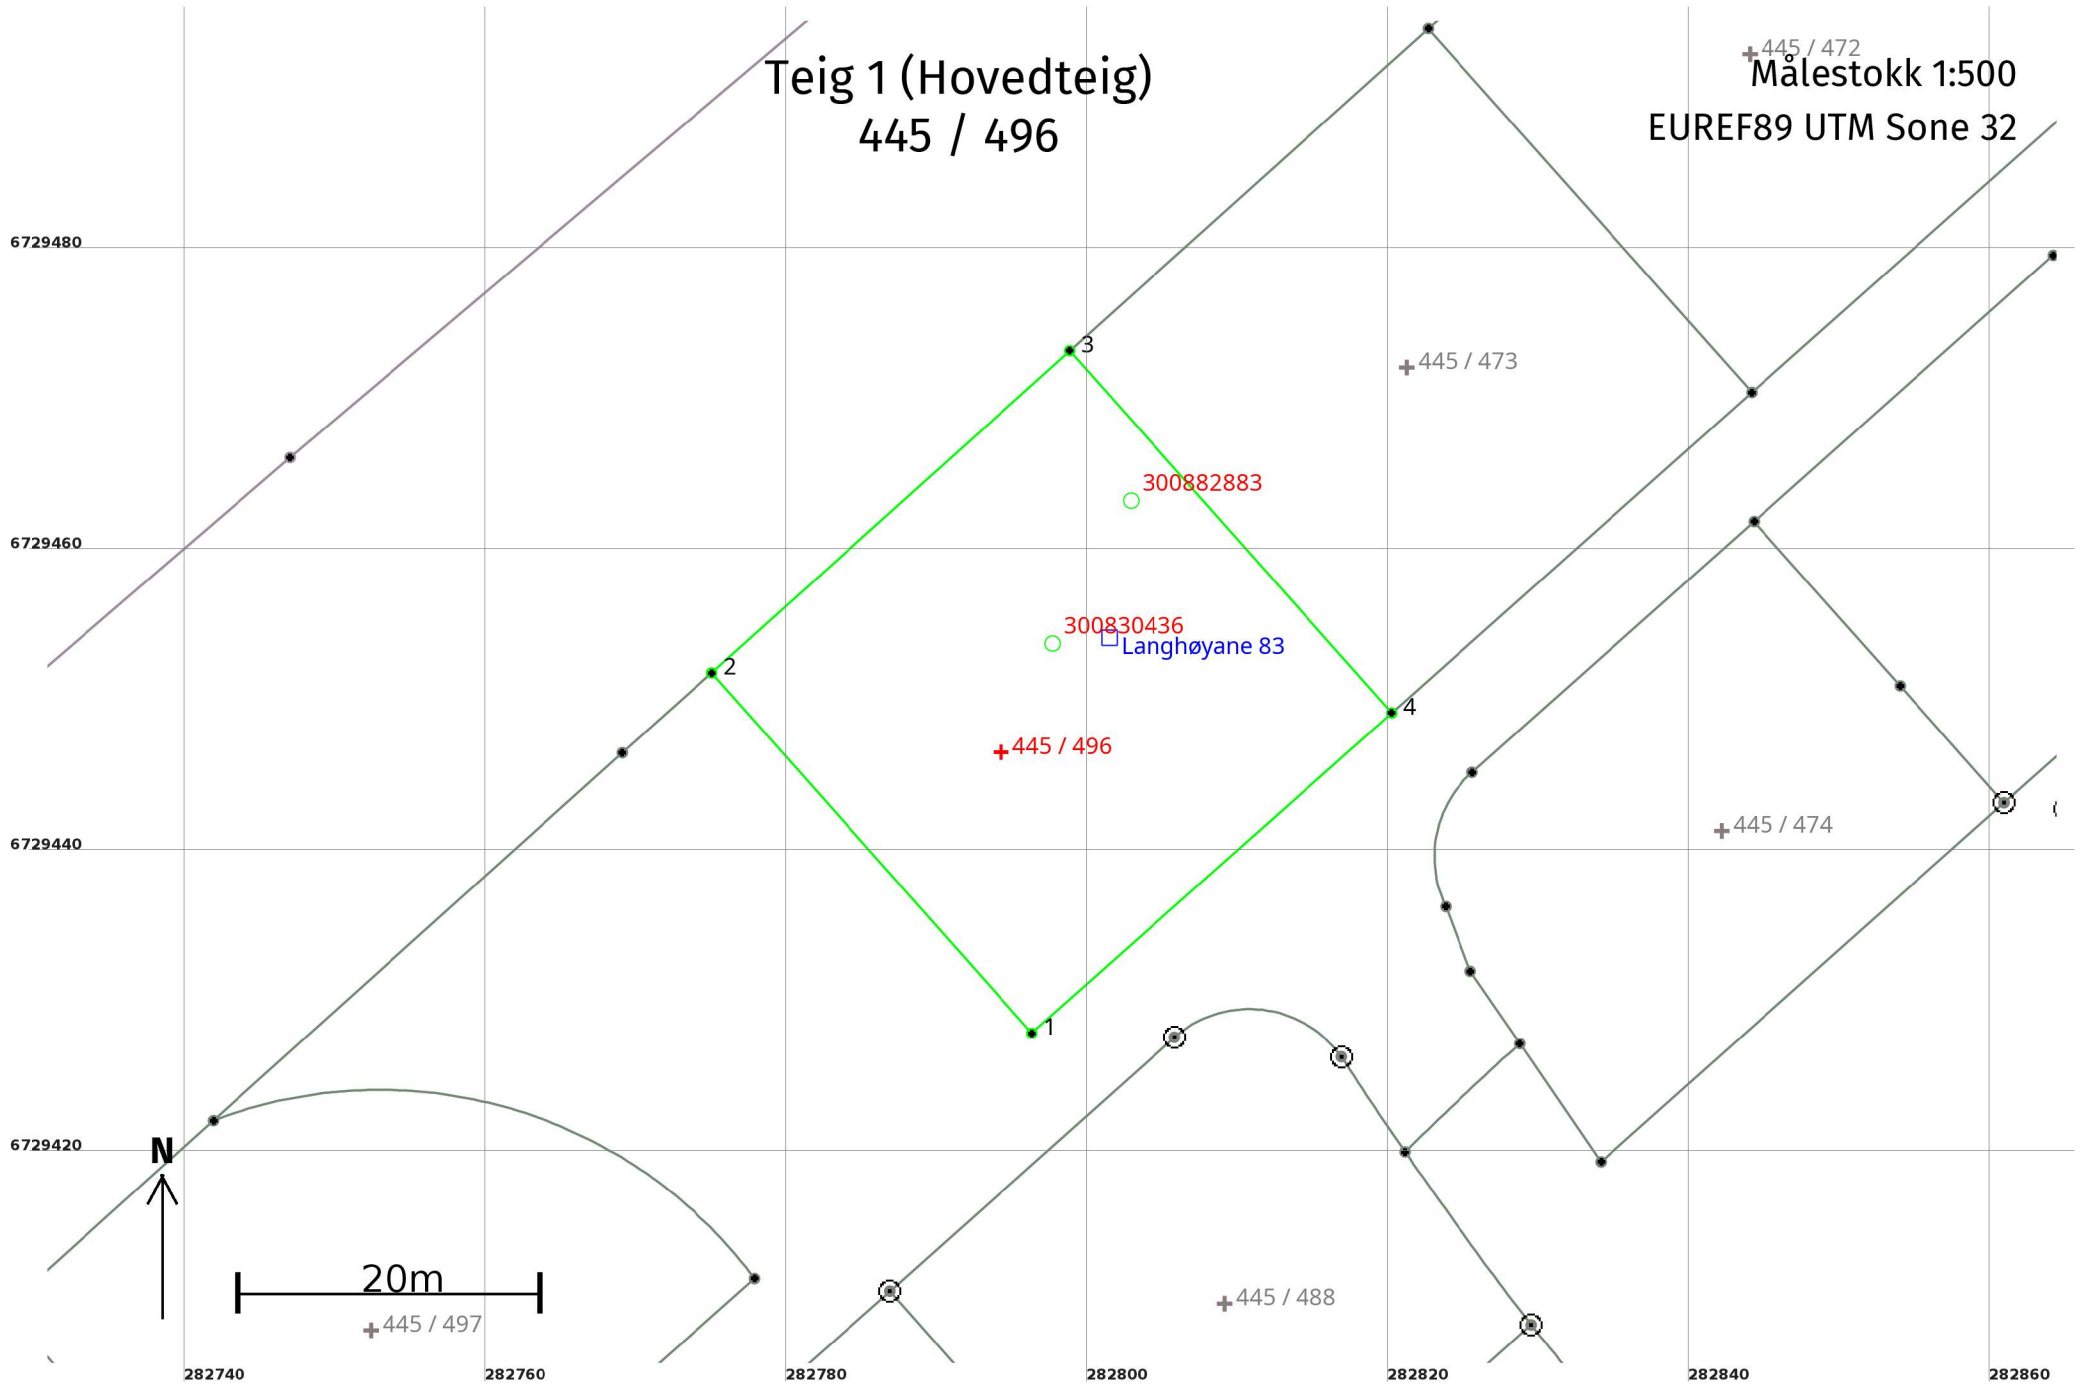 445 / 472
Teig 1 (Hovedteig)
Målestokk 1:500
445 / 496
EUREF89 UTM Sone 32
6729480
3
445 / 473
300882883
6729460
300830436
Langhøyane 83
2
4
445 / 496
445 / 474
6729440
1
6729420
N
20m
445 / 488
445 / 497
282740
282760
282780
282800
282820
282840
282860